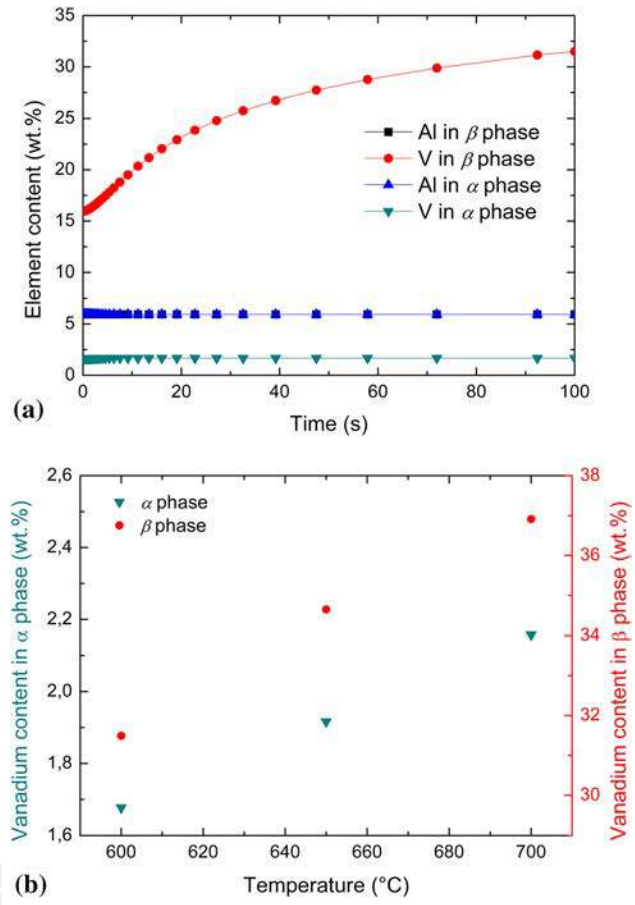 35
30
25
20
15
10
5
0
Element content (wt.%)
Al in β phase
V in β phase
Al in α phase
V in α phase
0 20 40 60 80 100
Time (s)
(a)
2,6
2,4
2,2
2,0
1,8
1,6
Vanadium content in α phase (wt.%)
α phase
β phase
38
36
34
32
30
Vanadium content in β phase (wt.%)
600 620 640 660 680 700
Temperature (°C)
(b)